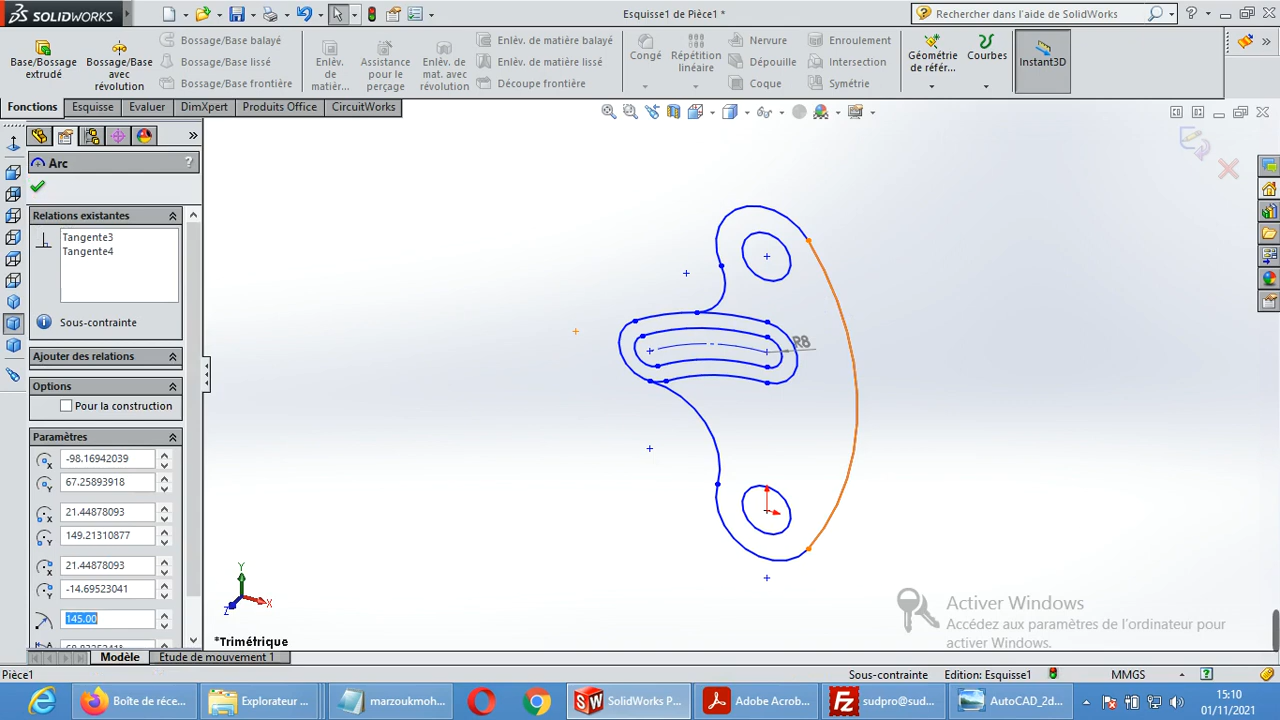 SOLIDWORKS
Esquisse1 de Pièce1 *
Rechercher dans l'aide de SolidWorks
Base/Bossage extrudé
Bossage/Base avec révolution
Bossage/Base balayé
Bossage/Base lissé
Bossage/Base frontière
Enlèv. de matièr...
Assistance pour le perçage
Enlèv. de mat. avec révolution
Enlèv. de matière balayé
Enlèv. de matière lissé
Découpe frontière
Congé
Répétition linéaire
Nervure
Dépouille
Coque
Enroulement
Intersection
Symétrie
Géométrie de référ...
Courbes
Instant3D
Fonctions
Esquisse
Evaluer
DimXpert
Produits Office
CircuitWorks
Arc
?
Relations existantes
Tangente3
Tangente4
Sous-contrainte
Ajouter des relations
Options
Pour la construction
Paramètres
-98.16942039
67.25893918
21.44878093
149.21310877
21.44878093
-14.69523041
145.00
R8
Y
X
Z
*Trimétrique
Activer Windows
Accédez aux paramètres de l'ordinateur pour
activer Windows.
Modèle
Etude de mouvement 1
Pièce1
Sous-contrainte
Edition: Esquisse1
MMGS
Boîte de réce...
Explorateur ...
marzoukmoh...
SolidWorks P...
Adobe Acrob...
sudpro@sud...
AutoCAD_2d...
15:10
01/11/2021